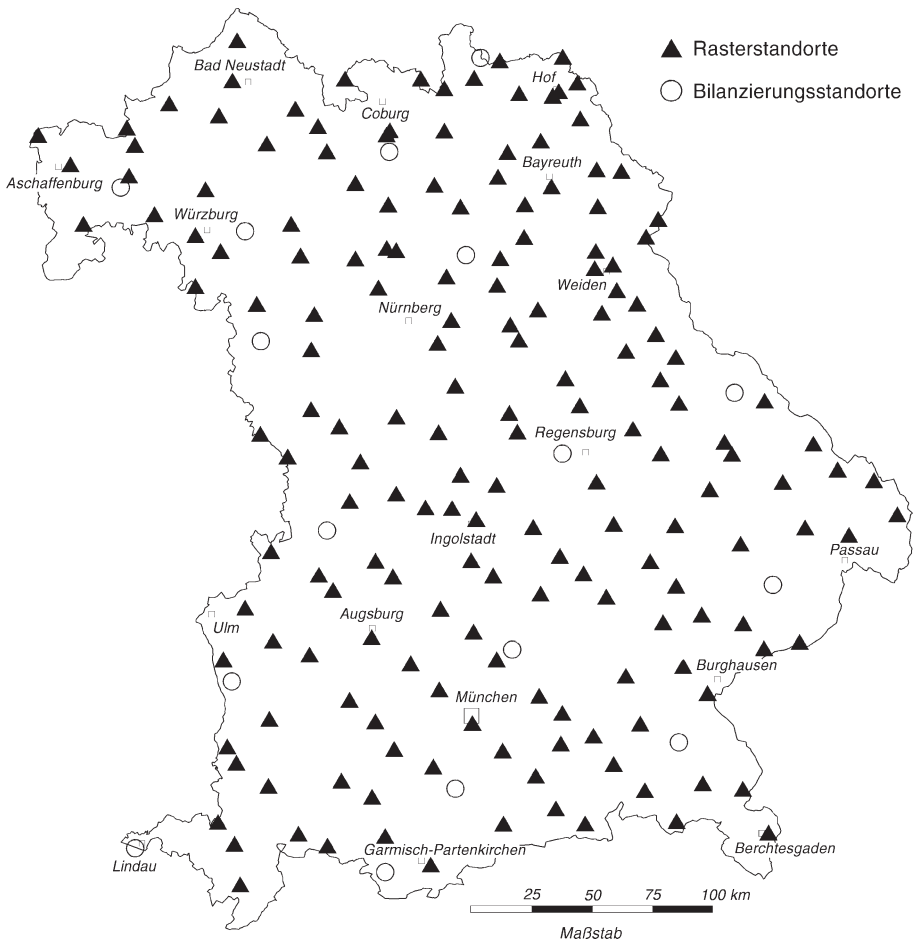 Rasterstandorte
Bad Neustadt
Hof
Bilanzierungsstandorte
Coburg
Bayreuth
Aschaffenburg
Würzburg
Weiden
Nürnberg
Regensburg
Ingolstadt
Passau
Augsburg
Ulm
Burghausen
München
Garmisch-Partenkirchen
Berchtesgaden
Lindau
25 50 75 100 km
Maßstab